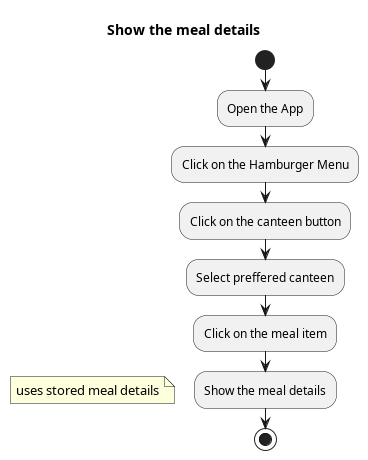 Show the meal details
Open the App
Click on the Hamburger Menu
Click on the canteen button
Select preffered canteen
Click on the meal item
uses stored meal details
Show the meal details